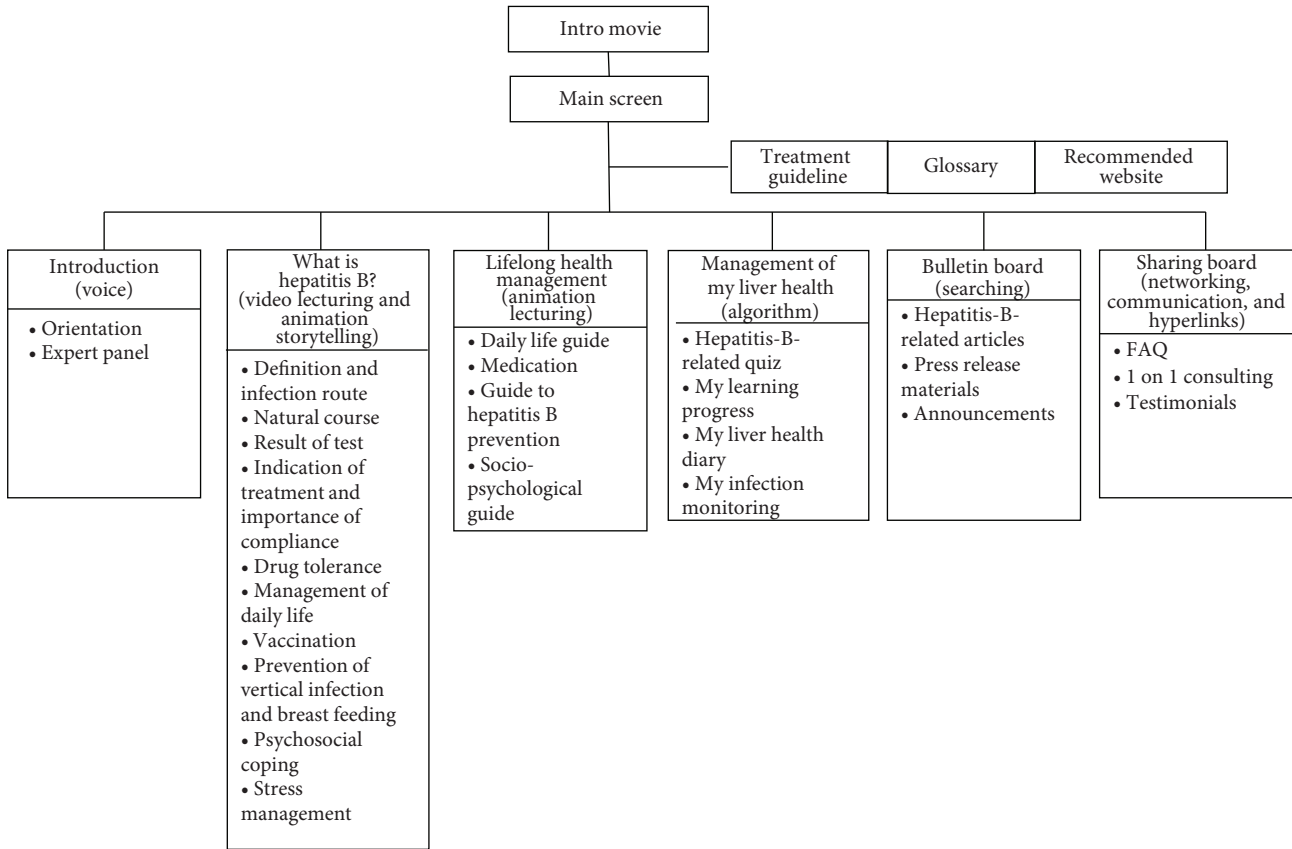 Intro movie
Main screen
Treatment
guideline
Glossary
Recommended
website
Introduction
(voice)
• Orientation
• Expert panel
What is
hepatitis B?
(video lecturing and
animation
storytelling)
• Definition and
infection route
• Natural course
• Result of test
• Indication of
treatment and
importance of
compliance
• Drug tolerance
• Management of
daily life
• Vaccination
• Prevention of
vertical infection
and breast feeding
• Psychosocial
coping
• Stress
management
Lifelong health
management
(animation
lecturing)
• Daily life guide
• Medication
• Guide to
hepatitis B
prevention
• Socio-
psychological
guide
Management of
my liver health
(algorithm)
• Hepatitis-B-
related quiz
• My learning
progress
• My liver health
diary
• My infection
monitoring
Bulletin board
(searching)
• Hepatitis-B-
related articles
• Press release
materials
• Announcements
Sharing board
(networking,
communication, and
hyperlinks)
• FAQ
• 1 on 1 consulting
• Testimonials